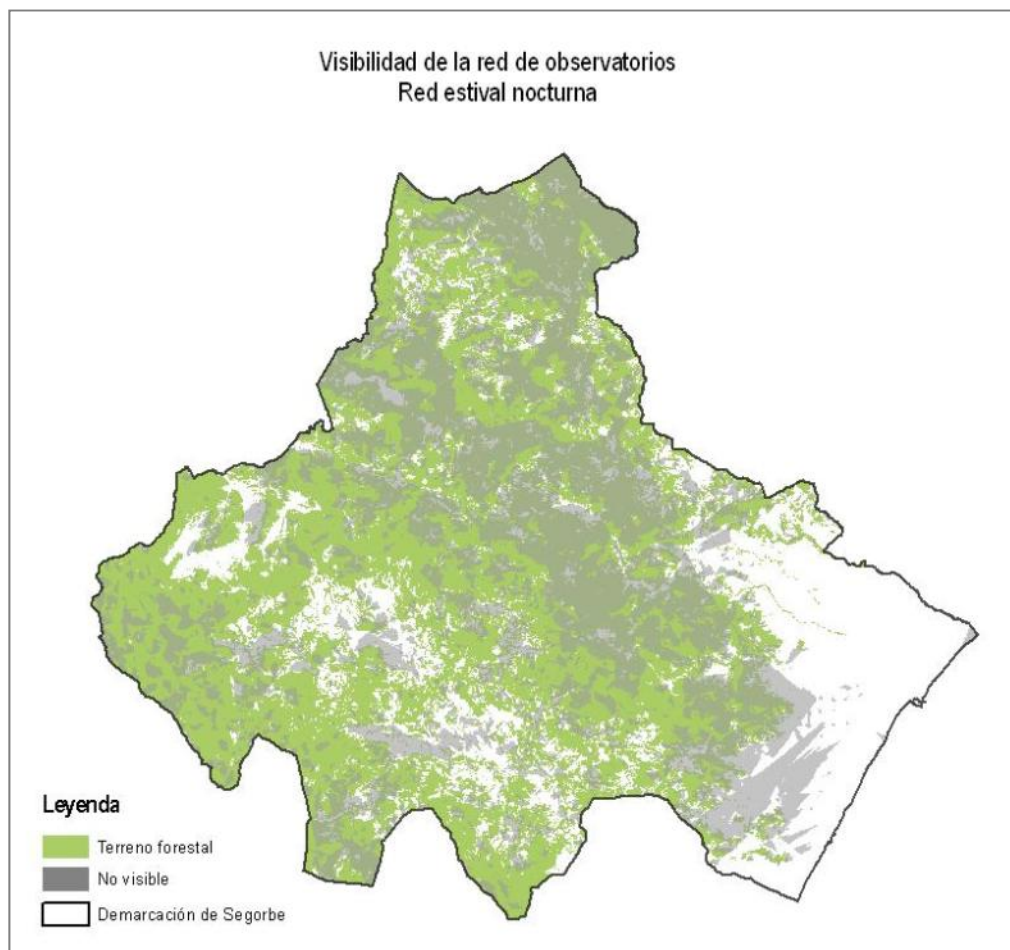 Visibilidad de la red de observatorios
Red estival nocturna
Leyenda
Terreno forestal
No visible
Demarcación de Segorbe